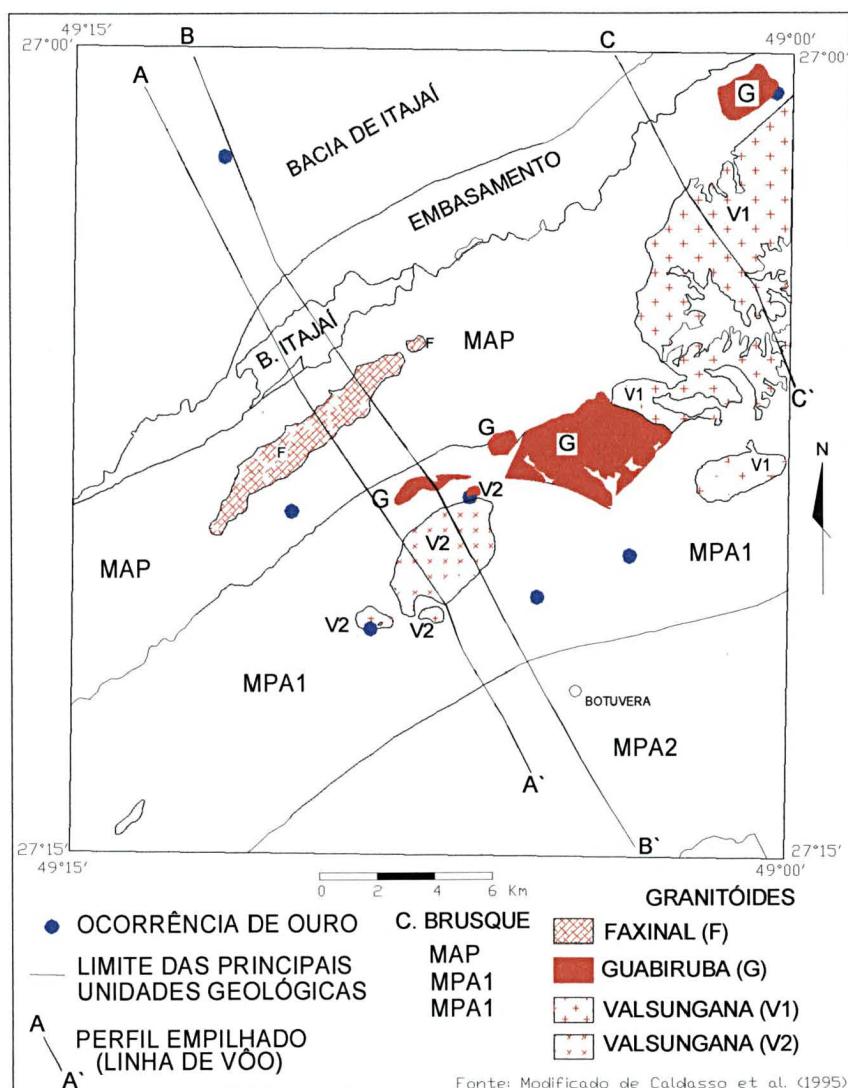 49°15′
27°00′
B
A
C
49°00′
27°00′
G
BACIA DE ITAJAÍ
EMBASAMENTO
V1
B. ITAJAÍ
MAP
F
C`
V1
G
G
F
V1
N
G
V2
V2
MPA1
MAP
V2
V2
MPA1
BOTUVERA
MPA2
A`
B`
27°15′
49°15′
27°15′
49°00′
0 2 4 6 Km
OCORRÊNCIA DE OURO
LIMITE DAS PRINCIPAIS
UNIDADES GEOLÓGICAS
A
A`
PERFIL EMPILHADO
(LINHA DE VÔO)
C. BRUSQUE
MAP
MPA1
MPA1
GRANITÓIDES
FAXINAL (F)
GUABIRUBA (G)
VALSUNGANA (V1)
VALSUNGANA (V2)
Fonte: Modificado de Caldasso et al. (1995)